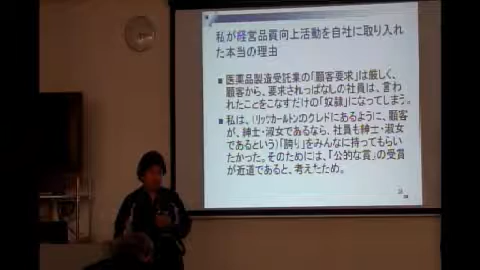 私が経営品質向上活動を自社に取り入れ
た本当の理由
医薬品製造受託業の「顧客要求」は厳しく、
顧客から、要求されっぱなしの社員は、言わ
れたことをこなすだけの「奴隷」になってしまう。
私は、(リッツカールトンのクレドにあるように、顧客
が、紳士・淑女であるなら、社員も紳士・淑女
であるという)「誇り」をみんなに持ってもらい
たかった。そのためには、「公的な賞」の受賞
が近道であると、考えたため。